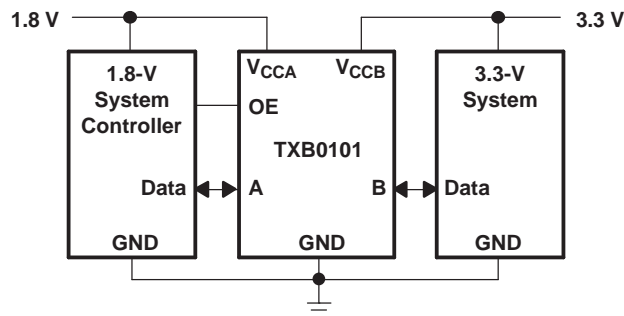 1.8 V
3.3 V
1.8-V
System
Controller
VCCA
VCCB
OE
TXB0101
3.3-V
System
Data
A
B
Data
GND
GND
GND